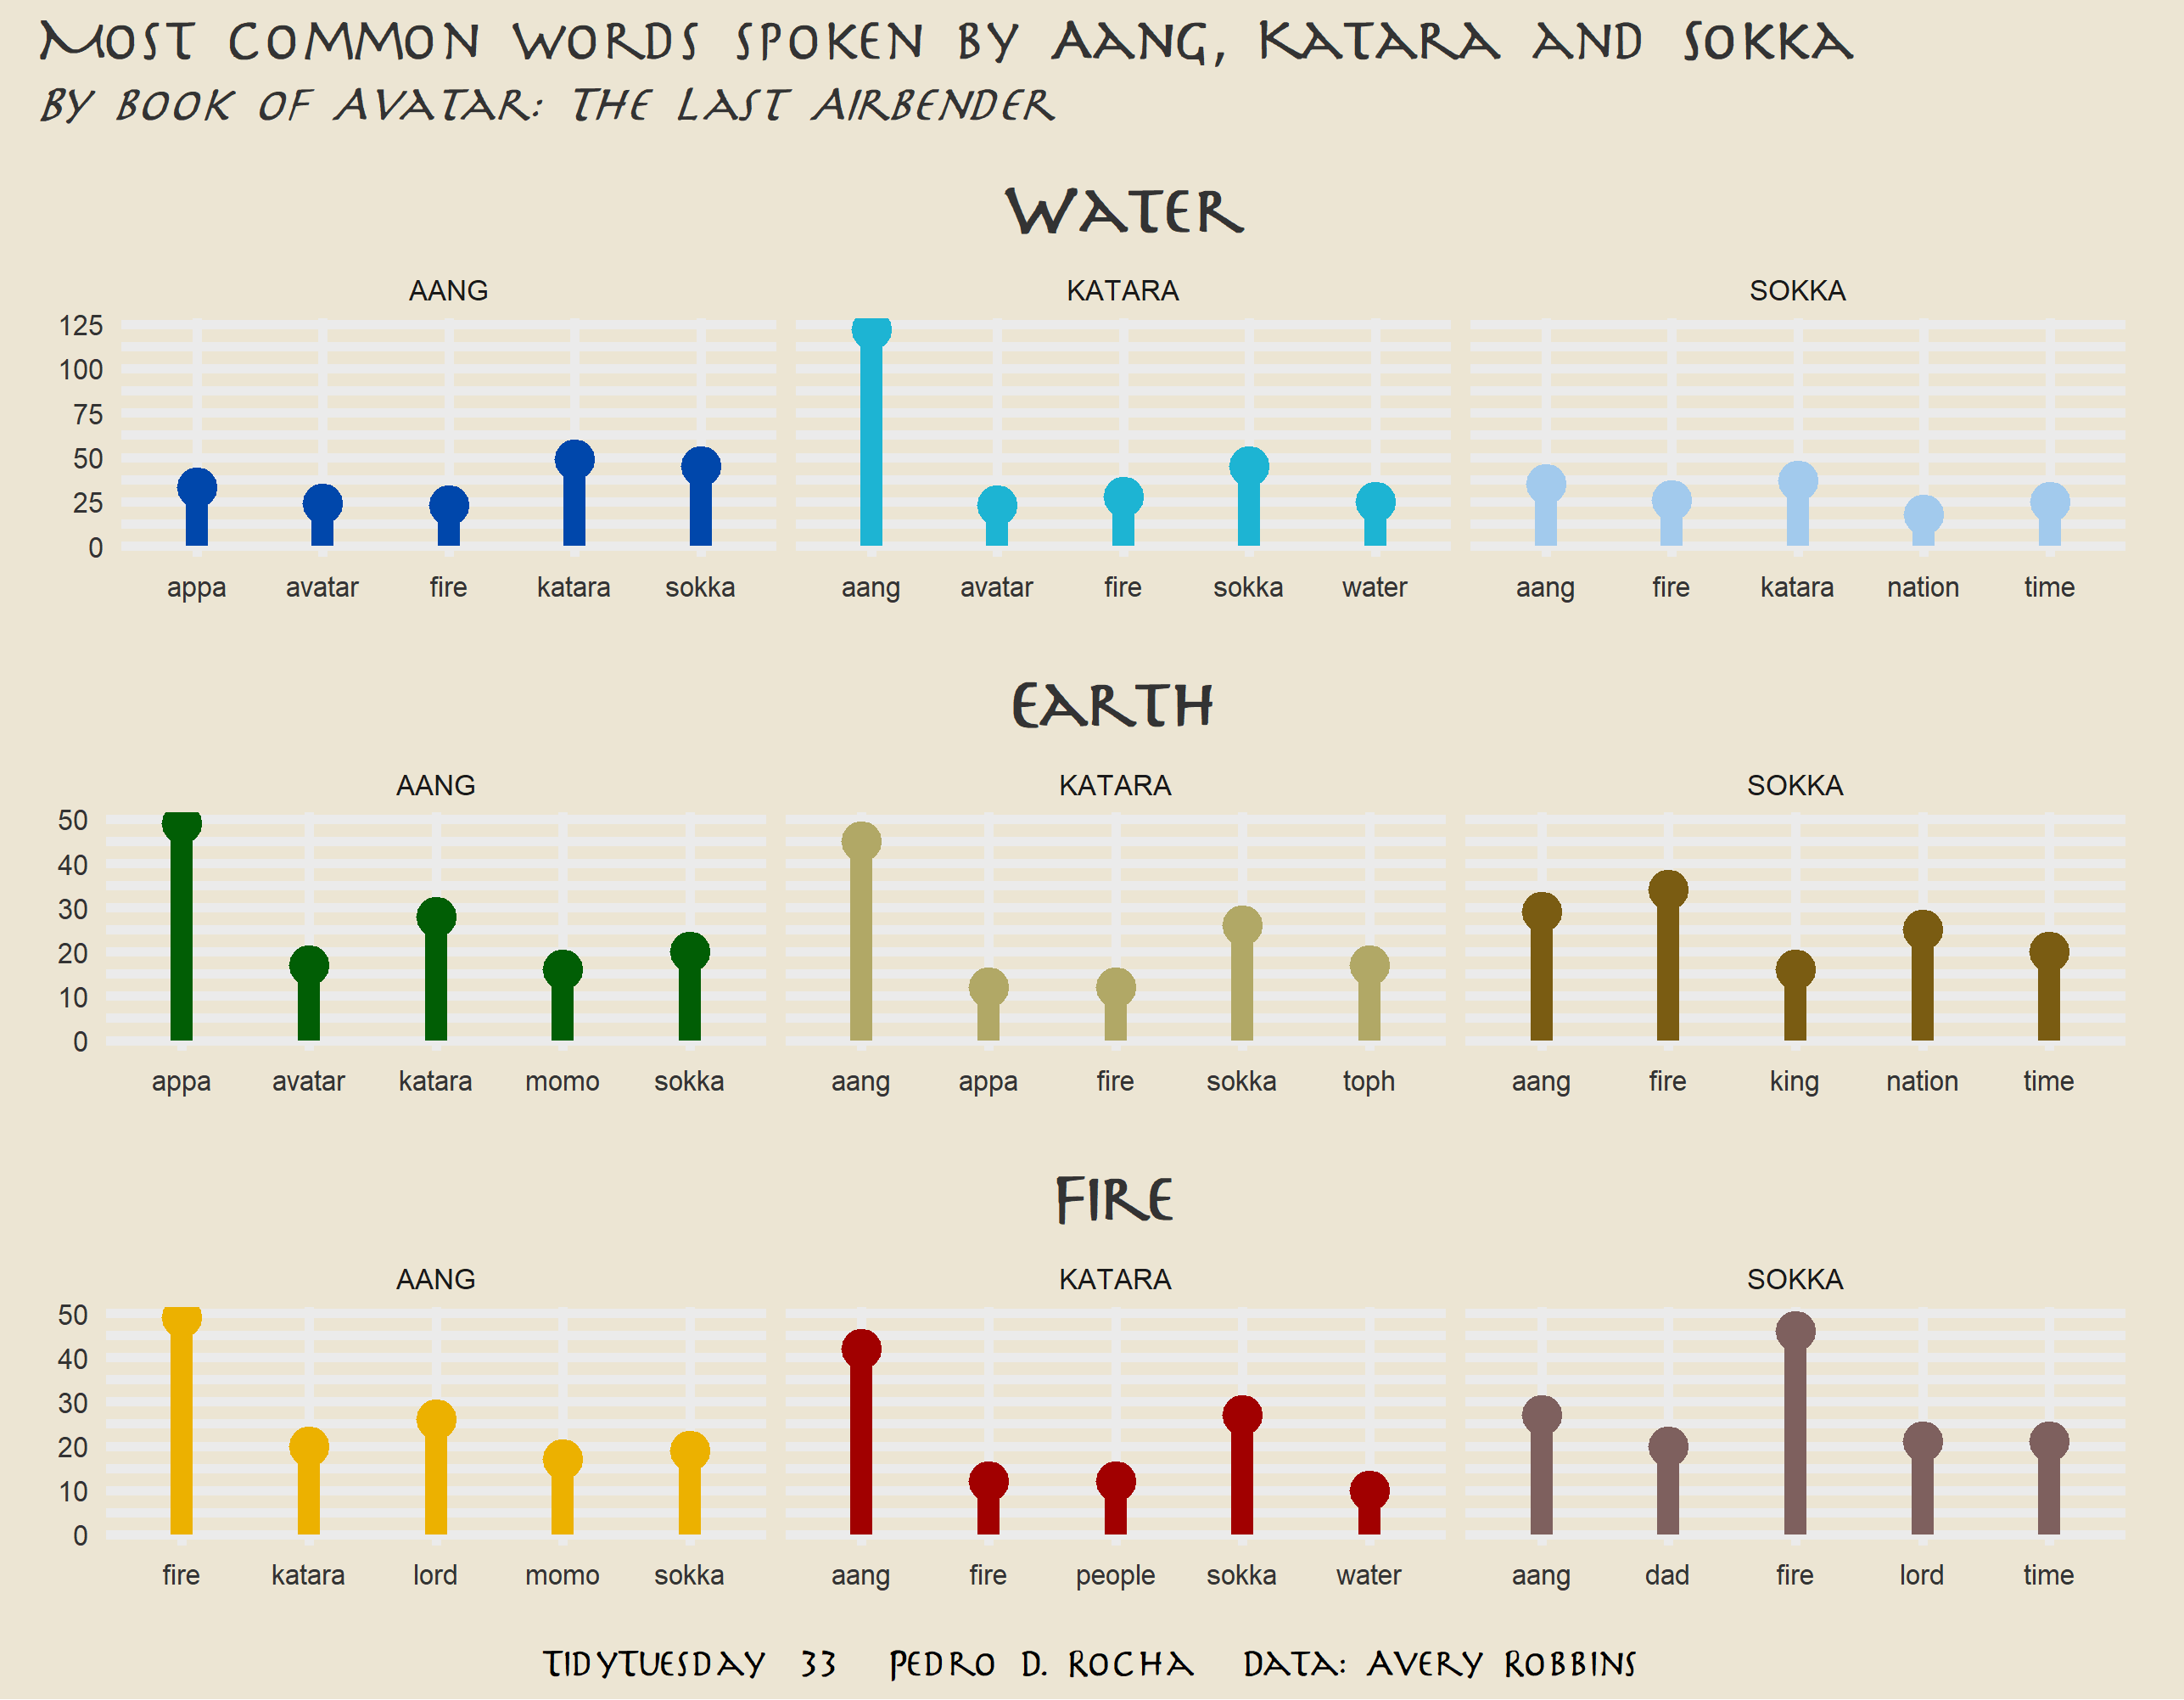 Most common words spoken by Aang, Katara and Sokka
by book of Avatar: The Last Airbender
Water
AANG KATARA SOKKA
125
100
75
50
25
0
appa avatar fire katara sokka aang avatar fire sokka water aang fire katara nation time
Earth
AANG KATARA SOKKA
50
40
30
20
10
0
appa avatar katara momo sokka aang appa fire sokka toph aang fire king nation time
Fire
AANG KATARA SOKKA
50
40
30
20
10
0
fire katara lord momo sokka aang fire people sokka water aang dad fire lord time
TidyTuesday 33 Pedro D. Rocha Data: Avery Robbins